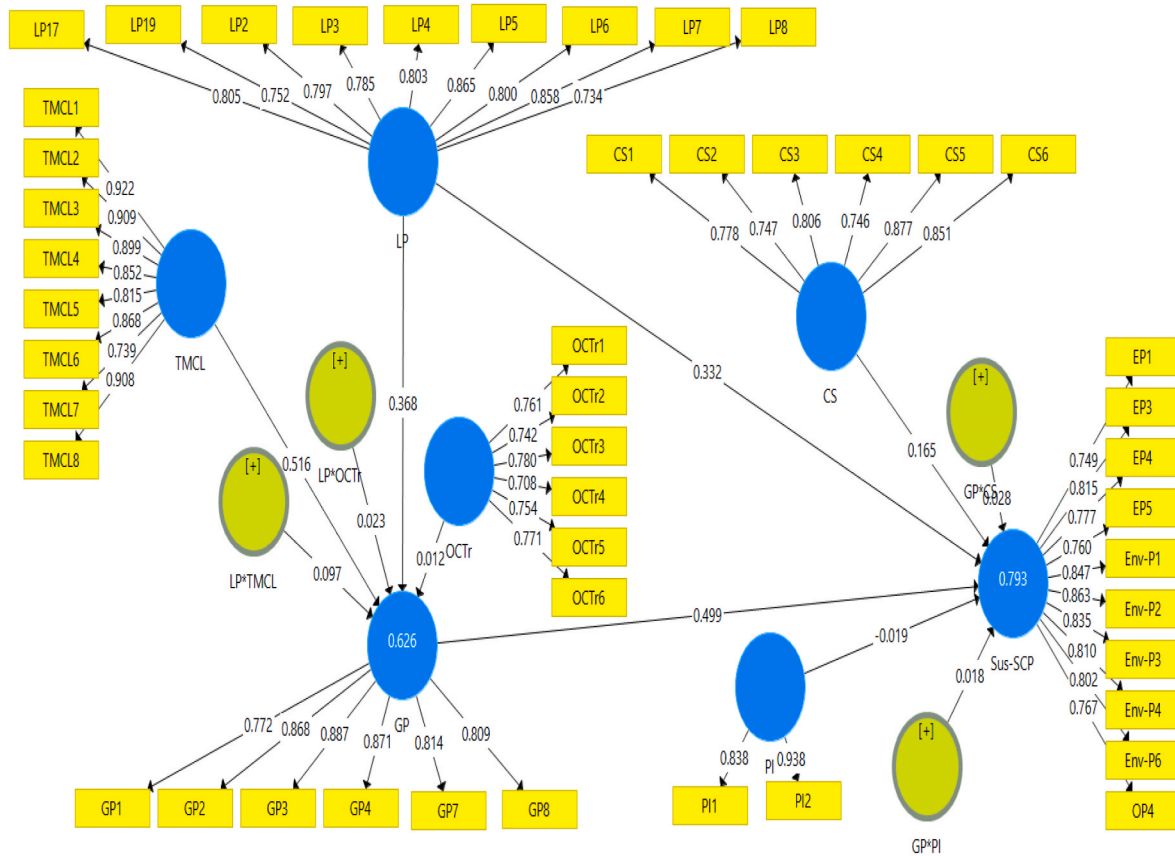 LP17 LP19 LP2 LP3 LP4 LP5 LP6 LP7 LP8
0.805 0.752 0.797 0.785 0.803 0.865 0.800 0.858 0.734
LP
TMCL1
TMCL2
TMCL3
TMCL4
TMCL5
TMCL6
TMCL7
TMCL8
0.922
0.909
0.899
0.852
0.815
0.868
0.739
0.908
TMCL
CS1 CS2 CS3 CS4 CS5 CS6
0.778 0.747 0.806 0.746 0.877 0.851
CS
[+]
LP*OCTr
[+]
LP*TMCL
0.516
0.023
0.097
0.368
0.012
0.332
0.165
OCTr1
OCTr2
OCTr3
OCTr4
OCTr5
OCTr6
0.761
0.742
0.780
0.708
0.754
0.771
OCTr
[+]
GP*CS
0.028
EP1
EP3
EP4
EP5
Env-P1
Env-P2
Env-P3
Env-P4
Env-P6
OP4
0.749
0.815
0.777
0.760
0.847
0.863
0.835
0.810
0.802
0.767
0.793
Sus-SCP
0.626
GP
0.499
-0.019
0.018
0.772 0.868 0.887 0.871 0.814 0.809
GP1 GP2 GP3 GP4 GP7 GP8
PI
0.838 0.938
PI1 PI2
[+]
GP*PI